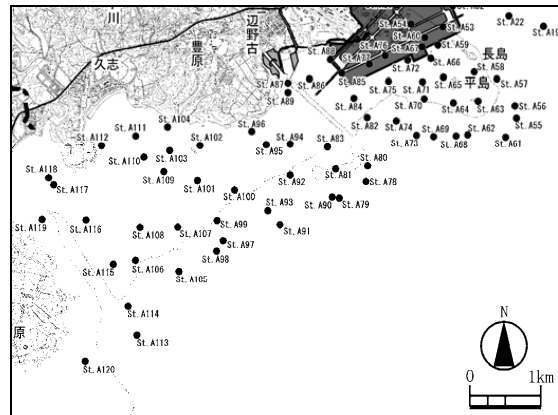 川
辺野古
豊原
久志
長島
平島
原
St. A54
St. A53
St. A22
St. A19
St. A60
St. A59
St. A76
St. A67
St. A77
St. A66
St. A88
St. A72
St. A58
St. A87
St. A86
St. A85
St. A75
St. A71
St. A65
St. A57
St. A89
St. A84
St. A70
St. A64
St. A63
St. A56
St. A55
St. A104
St. A111
St. A102
St. A96
St. A94
St. A82
St. A74
St. A83
St. A73
St. A69
St. A68
St. A62
St. A61
St. A112
St. A110
St. A103
St. A95
St. A80
St. A118
St. A109
St. A101
St. A92
St. A81
St. A78
St. A117
St. A100
St. A90
St. A79
St. A93
St. A119
St. A116
St. A108
St. A107
St. A99
St. A91
St. A97
St. A115
St. A106
St. A98
St. A105
St. A114
St. A113
St. A120
N
0 1km